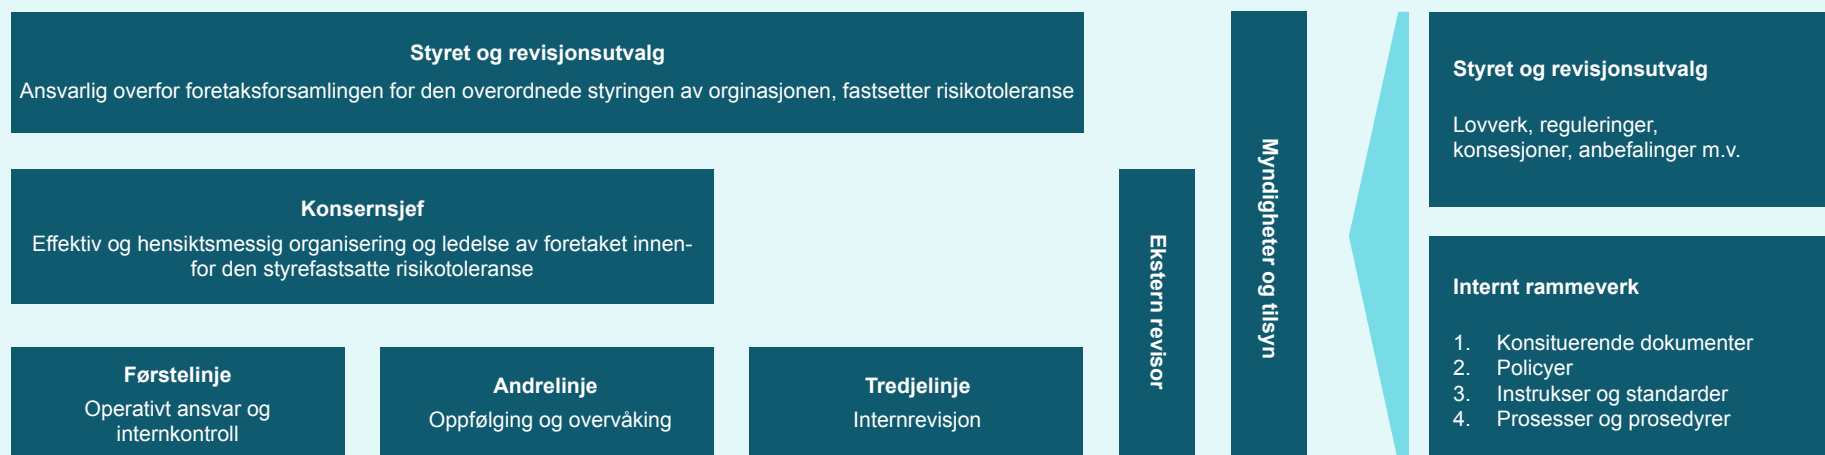 Styret og revisjonsutvalg
Ansvarlig overfor foretaksforsamlingen for den overordnede styringen av orginasjonen, fastsetter risikotoleranse
Konsernsjef
Effektiv og hensiktsmessig organisering og ledelse av foretaket innen-
for den styrefastsatte risikotoleranse
Førstelinje
Operativt ansvar og
internkontroll
Andrelinje
Oppfølging og overvåking
Tredjelinje
Internrevisjon
Ekstern revisor
Myndigheter og tilsyn
Styret og revisjonsutvalg
Lovverk, reguleringer,
konsesjoner, anbefalinger m.v.
Internt rammeverk
1. Konsituerende dokumenter
2. Policyer
3. Instrukser og standarder
4. Prosesser og prosedyrer